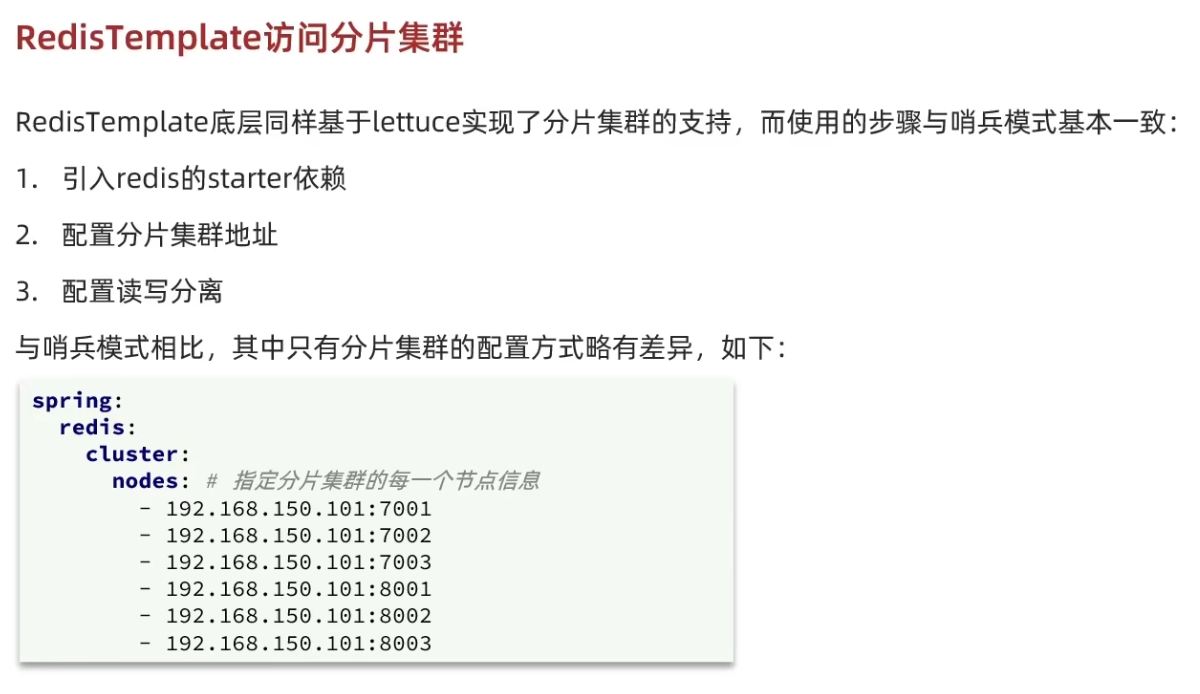 RedisTemplate访问分片集群
RedisTemplate底层同样基于lettuce实现了分片集群的支持，而使用的步骤与哨兵模式基本一致：
1. 引入redis的starter依赖
2. 配置分片集群地址
3. 配置读写分离
与哨兵模式相比，其中只有分片集群的配置方式略有差异，如下：
spring:
  redis:
    cluster:
      nodes: # 指定分片集群的每一个节点信息
        - 192.168.150.101:7001
        - 192.168.150.101:7002
        - 192.168.150.101:7003
        - 192.168.150.101:8001
        - 192.168.150.101:8002
        - 192.168.150.101:8003